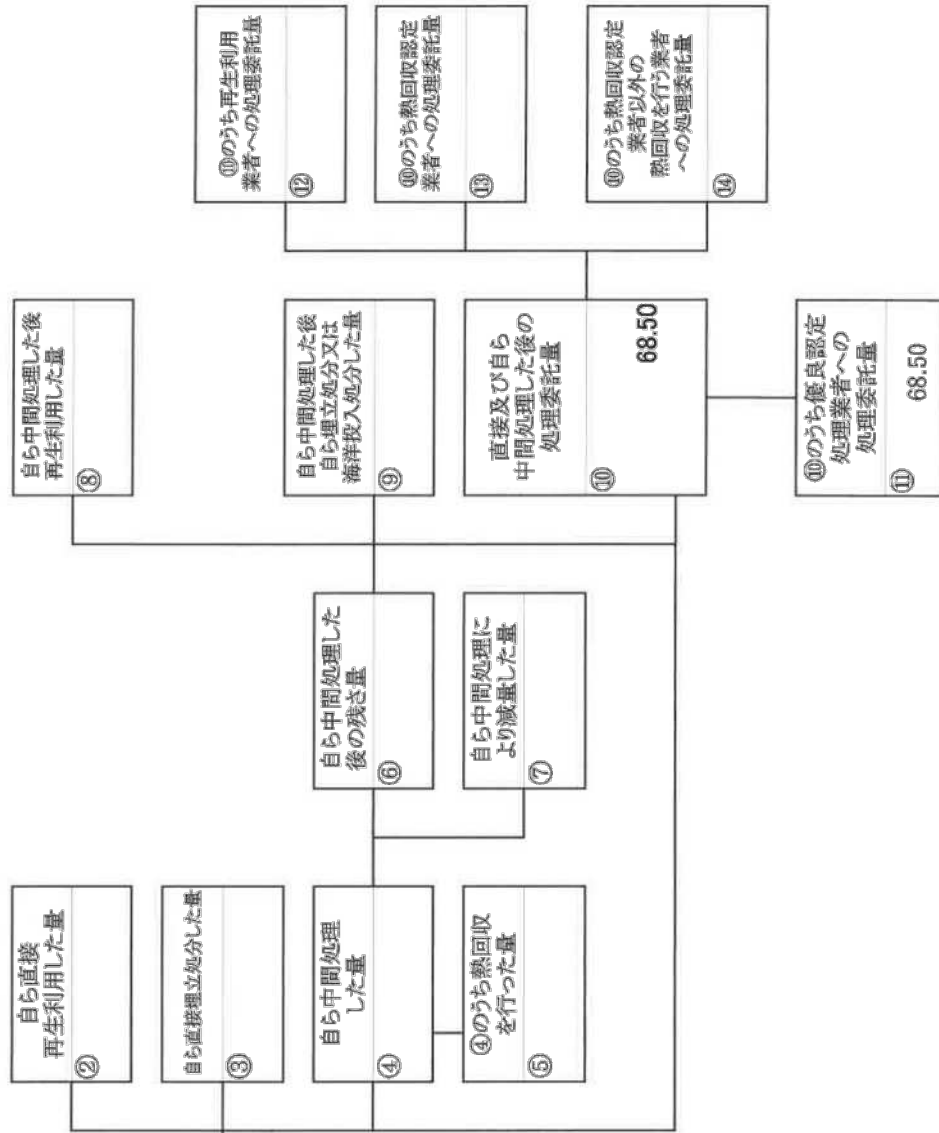 自ら直接
再生利用した量
②
自ら直接埋立処分した量
③
自ら中間処理
した量
④
④のうち熱回収
を行った量
⑤
自ら中間処理した
後の残さ量
⑥
自ら中間処理に
より減量した量
⑦
自ら中間処理した後
再生利用した量
⑧
自ら中間処理した後
自ら埋立処分又は
海洋投入処分した量
⑨
直接及び自ら
中間処理した後の
処理委託量
⑩
68.50
⑩のうち優良認定
処理業者への
処理委託量
⑪
68.50
⑪のうち再生利用
業者への処理委託量
⑫
⑩のうち熱回収認定
業者への処理委託量
⑬
⑩のうち熱回収認定
業者以外の
熱回収を行う業者
への処理委託量
⑭